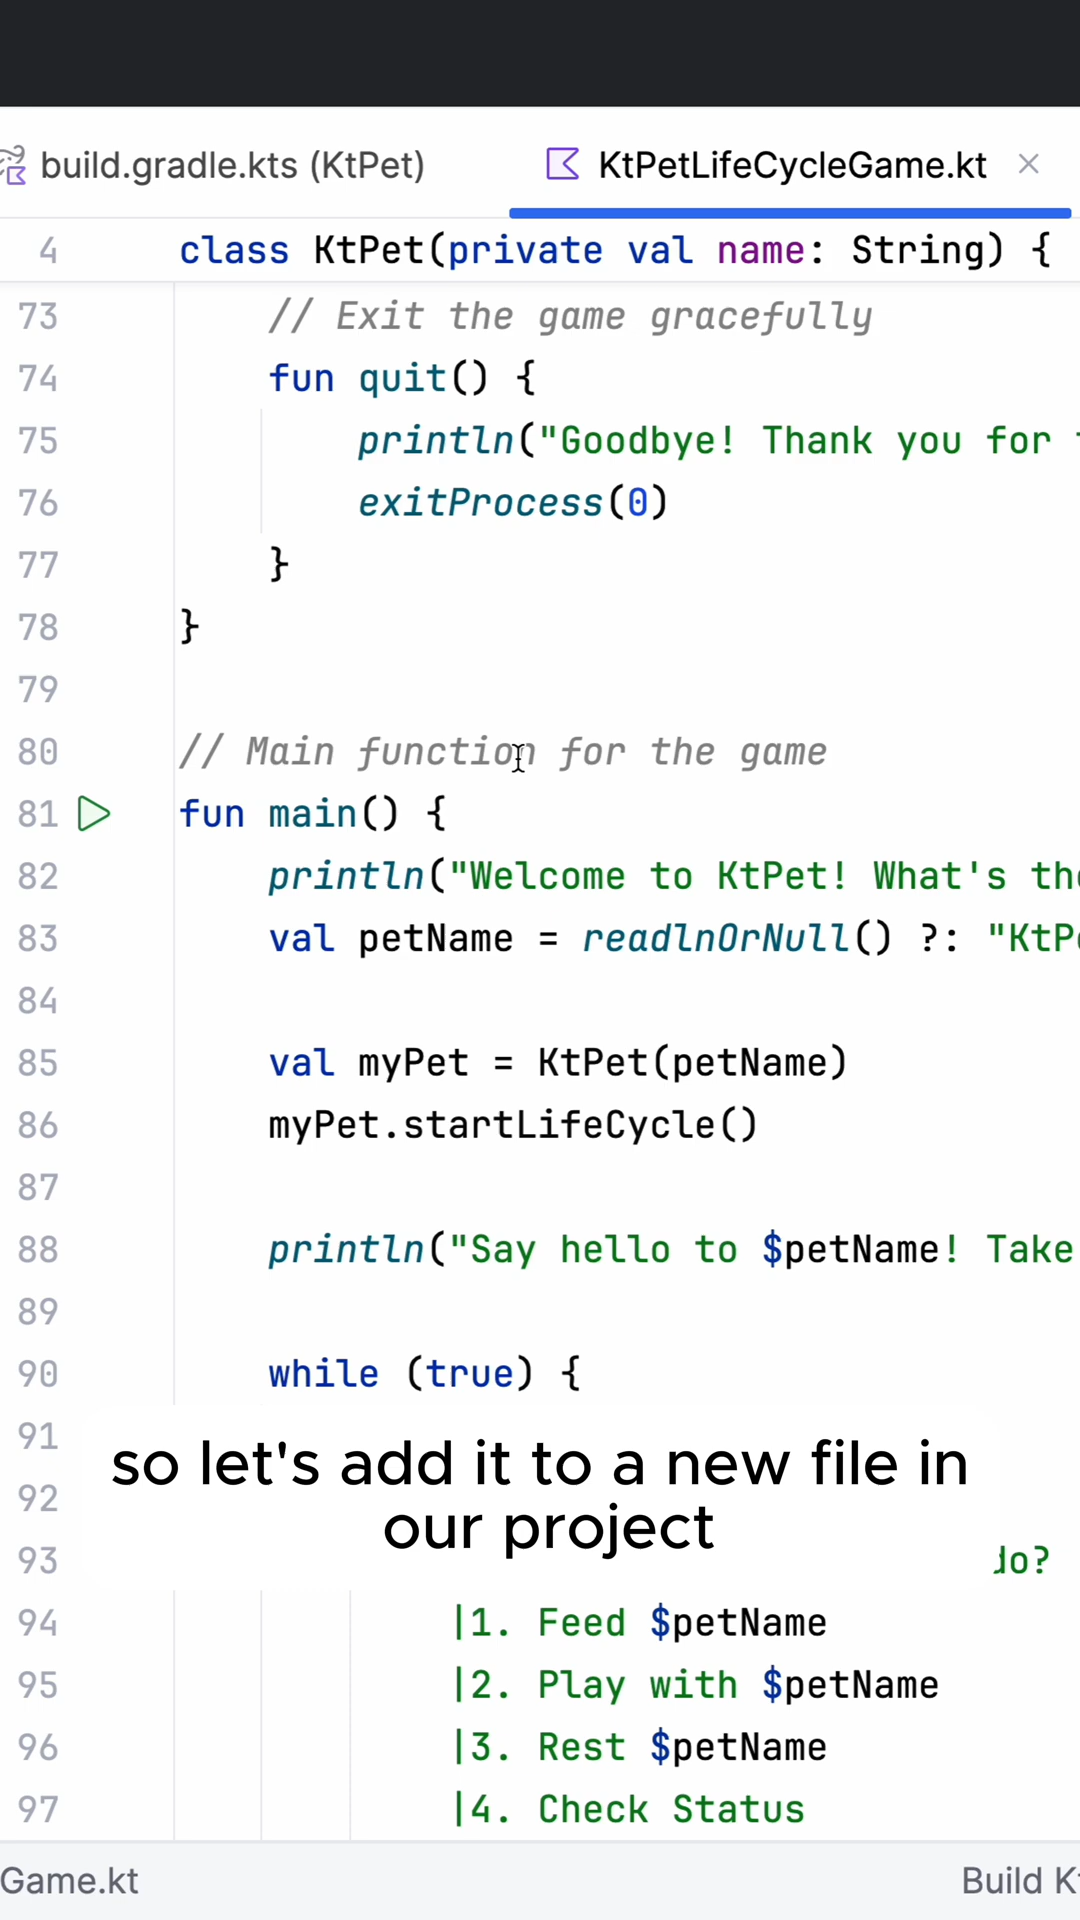 build.gradle.kts (KtPet)
KtPetLifeCycleGame.kt
4 class KtPet(private val name: String) {
73 // Exit the game gracefully
74 fun quit() {
75 println("Goodbye! Thank you for
76 exitProcess(0)
77 }
78 }
79
80 // Main function for the game
81 fun main() {
82 println("Welcome to KtPet! What's
83 val petName = readlnOrNull() ?: "
84
85 val myPet = KtPet(petName)
86 myPet.startLifeCycle()
87
88 println("Say hello to $petName! Take
89
90 while (true) {
91
92
93 do?
94 |1. Feed $petName
95 |2. Play with $petName
96 |3. Rest $petName
97 |4. Check Status
so let's add it to a new file in
our project
Game.kt
Build